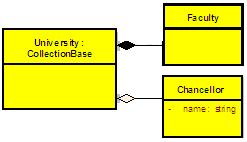 Faculty
University:
CollectionBase
Chancellor
- name: string